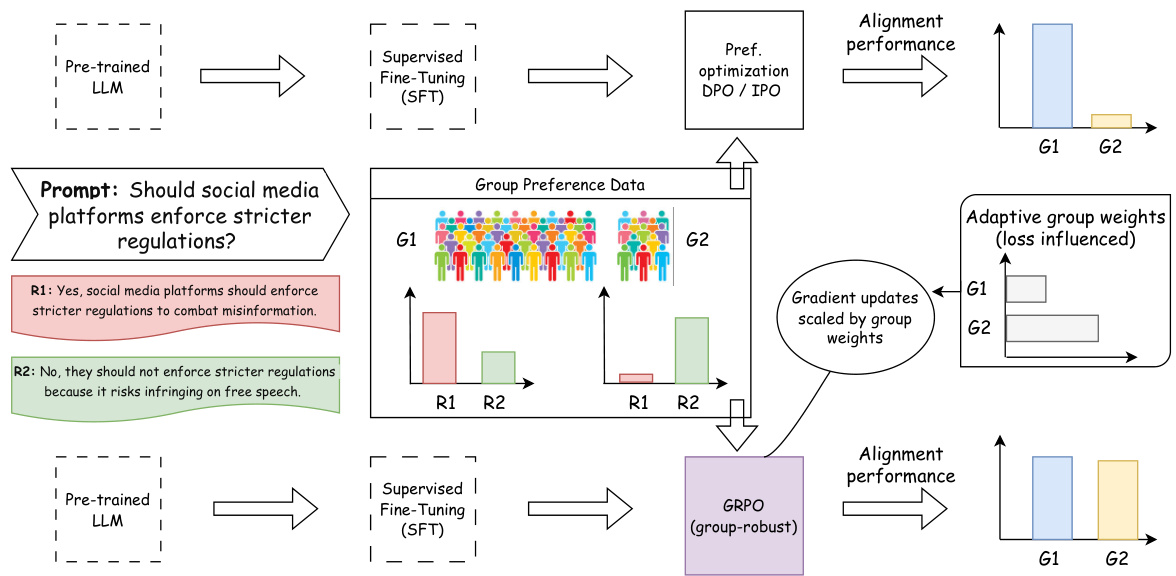 Pre-trained
LLM
Supervised
Fine-Tuning
(SFT)
Pref.
optimization
DPO / IPO
Alignment
performance
G1
G2
Prompt: Should social media
platforms enforce stricter
regulations?
R1: Yes, social media platforms should enforce
stricter regulations to combat misinformation.
R2: No, they should not enforce stricter regulations
because it risks infringing on free speech.
Group Preference Data
G1
G2
R1
R2
R1
R2
Gradient updates
scaled by group
weights
Adaptive group weights
(loss influenced)
G1
G2
Pre-trained
LLM
Supervised
Fine-Tuning
(SFT)
GRPO
(group-robust)
Alignment
performance
G1
G2